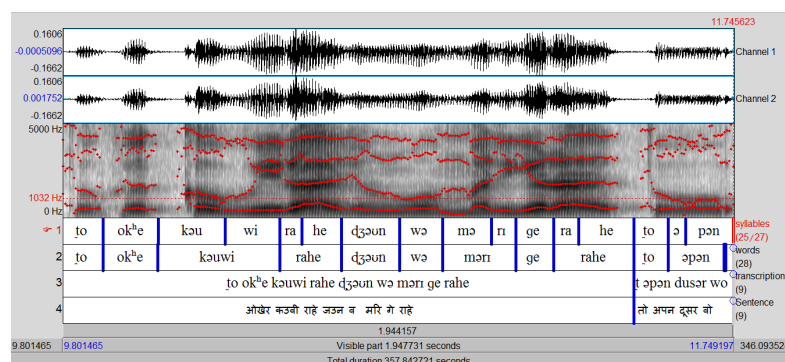 11.745623
0.1606
-0.0005096
-0.1662
Channel 1
0.1606
0.001752
-0.1662
Channel 2
5000 Hz
1032 Hz
0 Hz
1 t̪o okʰe kəu wi ra he dʒəun wə mə rɪ ge ra he t̪o ə pən syllables (25/27)
2 t̪o okʰe kəuwi rahe dʒəun wə mərɪ ge rahe t̪o əpən words (28)
3 t̪o okʰe kəuwi rahe dʒəun wə mərɪ ge rahe t əpən dusər wo transcription (9)
4 ओखेर कउबी राहे जउन ब मरि गे राहे तो अपन दूसर बो Sentence (9)
1.944157
9.801465 9.801465 Visible part 1.947731 seconds 11.749197 346.09352
Total duration 357.842721 seconds